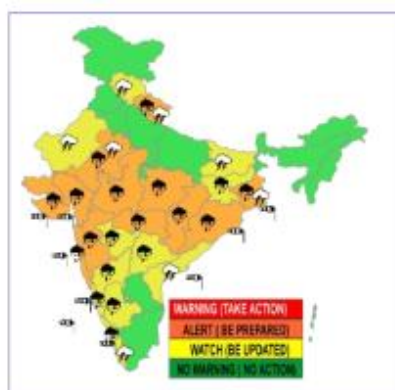 WARNING (TAKE ACTION)
ALERT ( BE PREPARED)
WATCH (BE UPDATED)
NO WARNING ( NO ACTION)